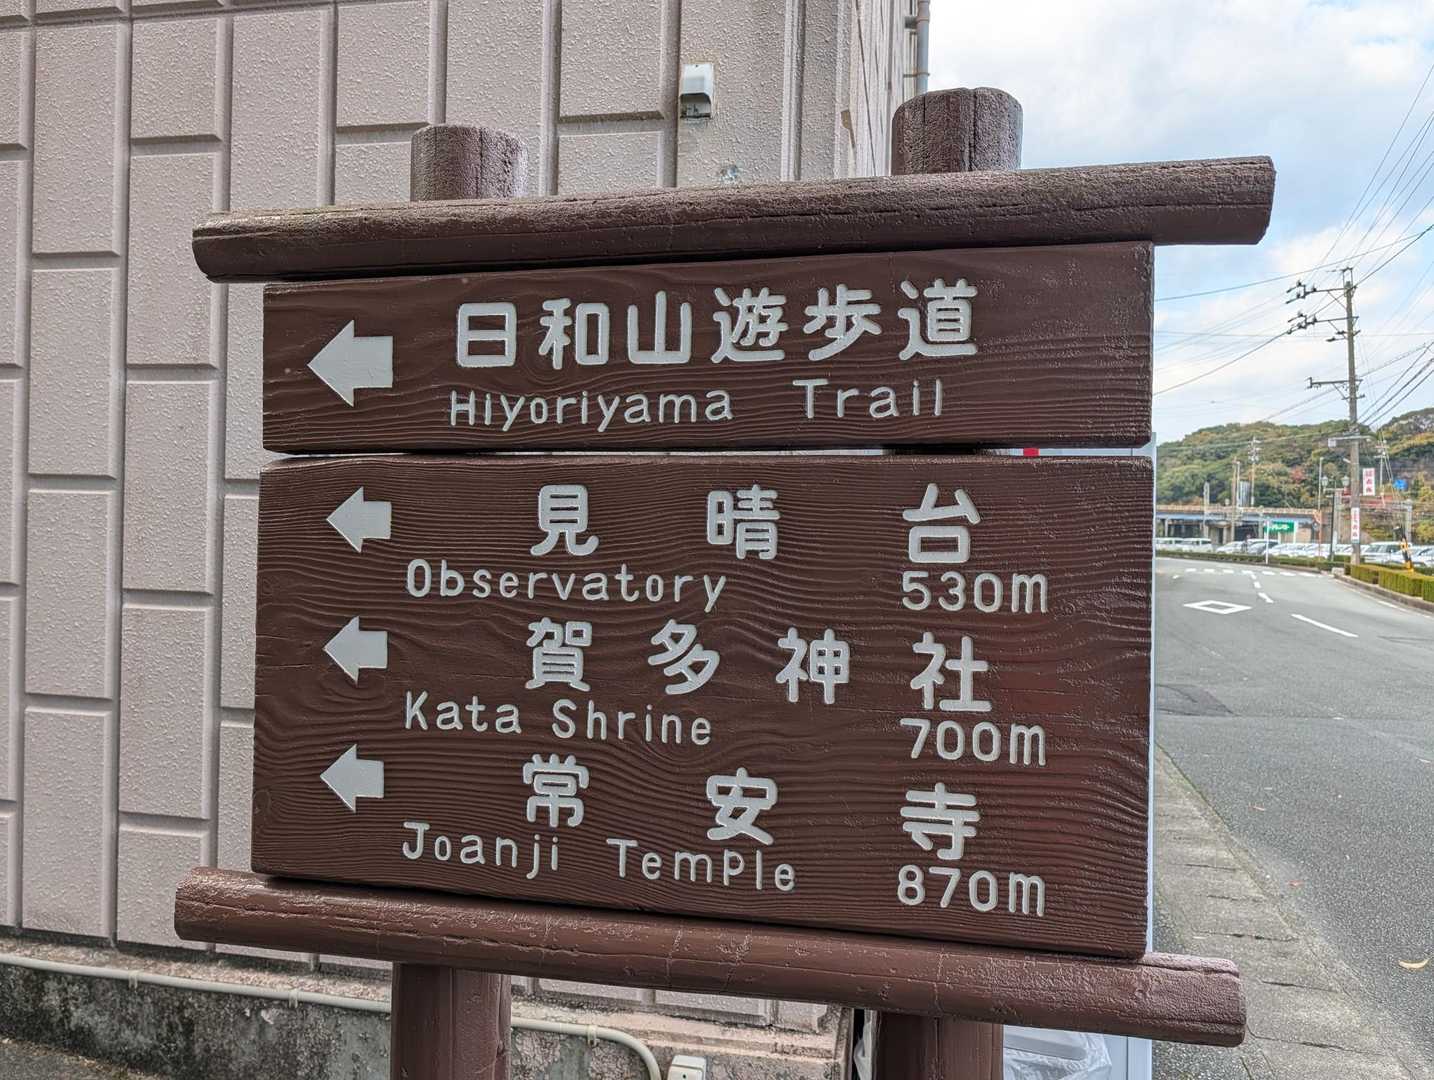 日和山遊歩道
Hiyoriyama Trail
見晴台
Observatory 530m
賀多神社
Kata Shrine 700m
常安寺
Joanji Temple 870m